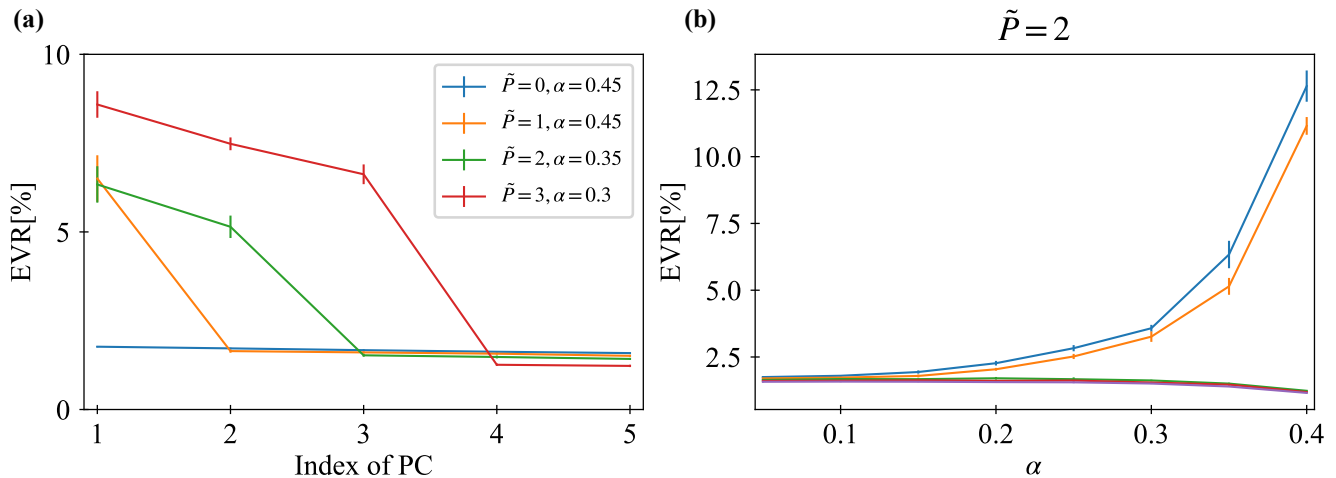 (a)
10
5
0
EVR[%]
1 2 3 4 5
Index of PC
P̃=0, α=0.45
P̃=1, α=0.45
P̃=2, α=0.35
P̃=3, α=0.3
(b)
P̃=2
12.5
10.0
7.5
5.0
2.5
EVR[%]
0.1 0.2 0.3 0.4
α